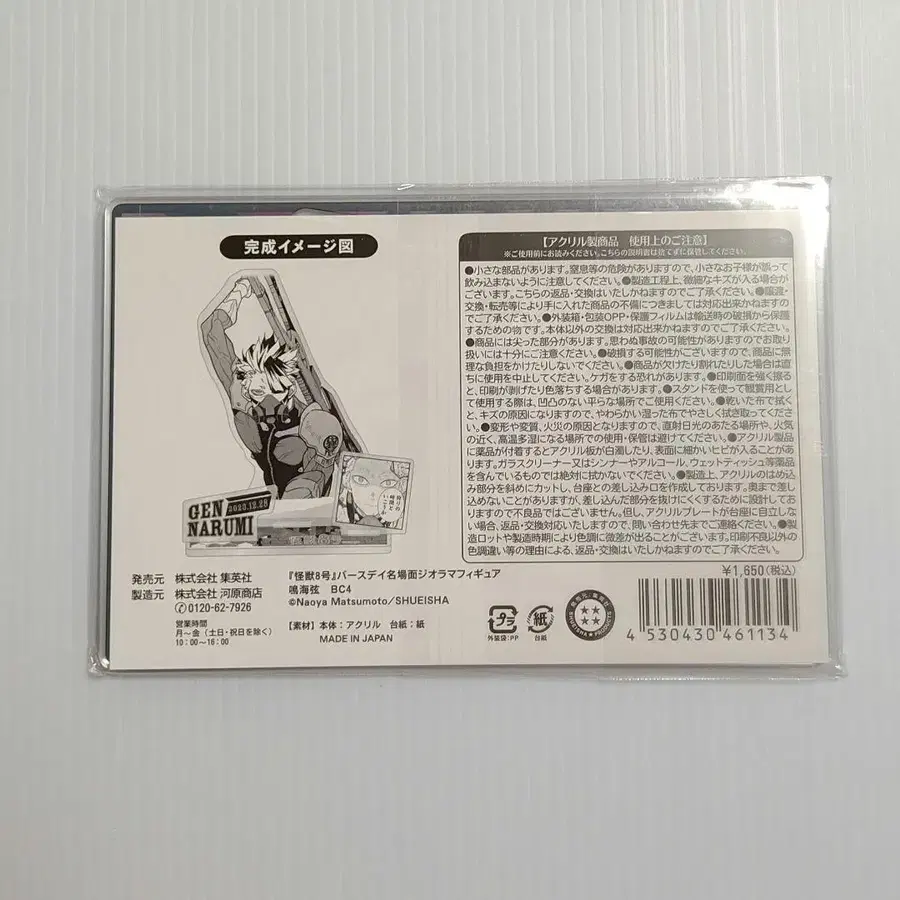 完成イメージ図
GEN
2023.12.28
NARUMI
発売元 株式会社 集英社
製造元 株式会社 河原商店
0120-62-7926
営業時間
月〜金（土日・祝日を除く）
10:00〜16:00
『怪獣8号』バースデイ名場面ジオラマフィギュア
鳴海弦 BC4
©Naoya Matsumoto/SHUEISHA
【素材】本体：アクリル 台紙：紙
MADE IN JAPAN
【アクリル製商品 使用上のご注意】
※ご使用前にお読みください。こちらの説明書は捨てずに保管してください。
●小さな部品があります。窒息等の危険がありますので、小さなお子様が誤って
飲み込まないように注意してください。●製造工程上、微細なキズが入る場合が
ございます。こちらの返品・交換はいたしかねますのでご了承ください。●譲渡、
交換・転売等により手に入れた商品の不備につきましては対応出来かねますの
でご了承ください。●外装箱・包装OPP・保護フィルムは輸送時の破損から保護
するための物です。本体以外の交換は対応出来かねますのでご了承ください。
●商品には尖った部分があります。思わぬ事故の可能性がありますのでお取り
扱いには十分にご注意ください。●破損する可能性がございますので、商品に無
理な負担をかけたりしないでください。●商品が欠けたり割れたりした場合は直
ちに使用を中止してください。ケガをする恐れがあります。●印刷面を強く擦る
と、印刷が剥げたり色落ちする場合があります。●スタンドを使って観賞用とし
て使用する際は、凹凸のない平らな場所でご使用ください。●乾いた布で拭く
と、キズの原因になりますので、やわらかい湿った布でやさしく拭き取ってくださ
い。●変形や変質、火災の原因となりますので、直射日光のあたる場所や、火
気の近く、高温多湿になる場所での使用・保管は避けてください。●アクリル製品
に薬品が付着するとアクリル板が白濁したり、表面に細かいヒビが入ることがあ
ります。ガラスクリーナー又はシンナーやアルコール、ウェットティッシュ等薬品
を含んでいるものでは絶対に拭かないでください。●製造上、アクリルのはめ込
み部分を斜めにカットし、台座との差し込み口を作成しております。奥まで差し
込めないことがありますが、差し込んだ部分を抜けにくくするために設計してお
りますので不良品ではございません。但し、アクリルプレートが台座に自立しな
い場合、返品・交換対応いたしますので、問い合わせ先までご連絡ください。●製
造ロットや製造時期により色調に微差が出ることがございます。印刷不良以外の
色調違い等の理由による、返品・交換はいたしかねますのでご了承ください。
¥1,650(税込)
プラ
外装袋:PP
紙
台紙
4 530430 461134